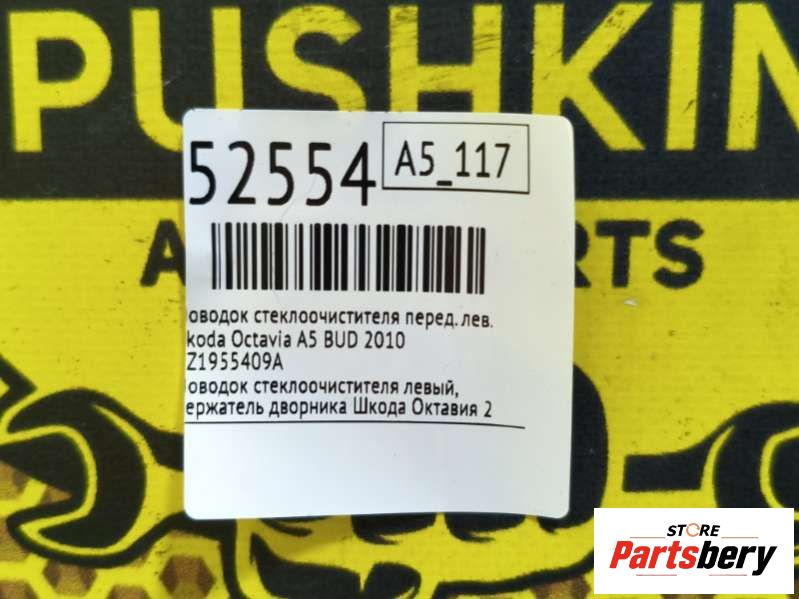 PUSHKIN
A RTS
52554
A5_117
оводок стеклоочистителя перед. лев.
koda Octavia A5 BUD 2010
Z1955409A
оводок стеклоочистителя левый,
ержатель дворника Шкода Октавия 2
STORE
Partsbery